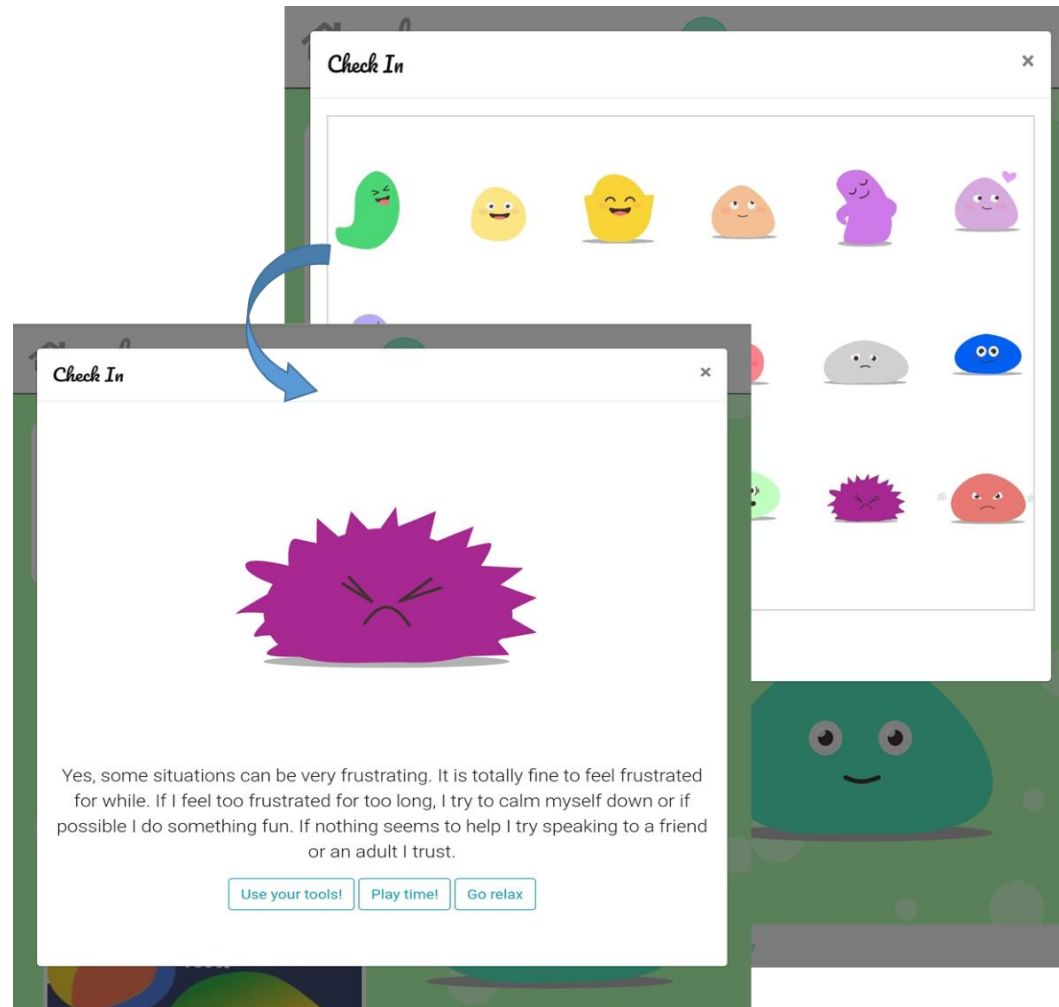 Check In
×
Check In
×
Yes, some situations can be very frustrating. It is totally fine to feel frustrated
for while. If I feel too frustrated for too long, I try to calm myself down or if
possible I do something fun. If nothing seems to help I try speaking to a friend
or an adult I trust.
Use your tools!
Play time!
Go relax